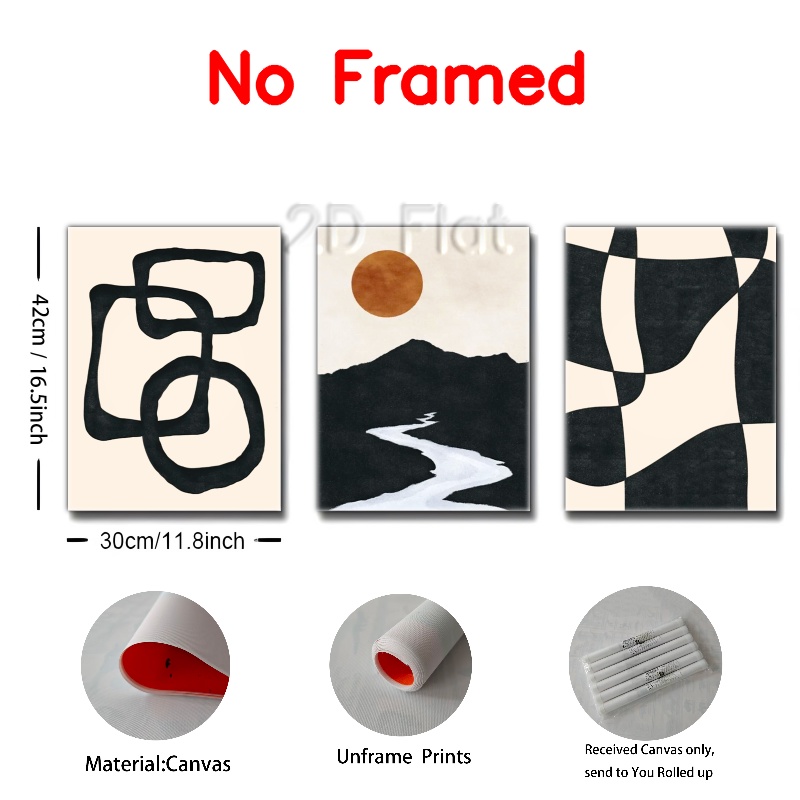 No Framed
2D Flat
42cm / 16.5inch
30cm/11.8inch
Material:Canvas
Unframe Prints
Received Canvas only,
send to You Rolled up